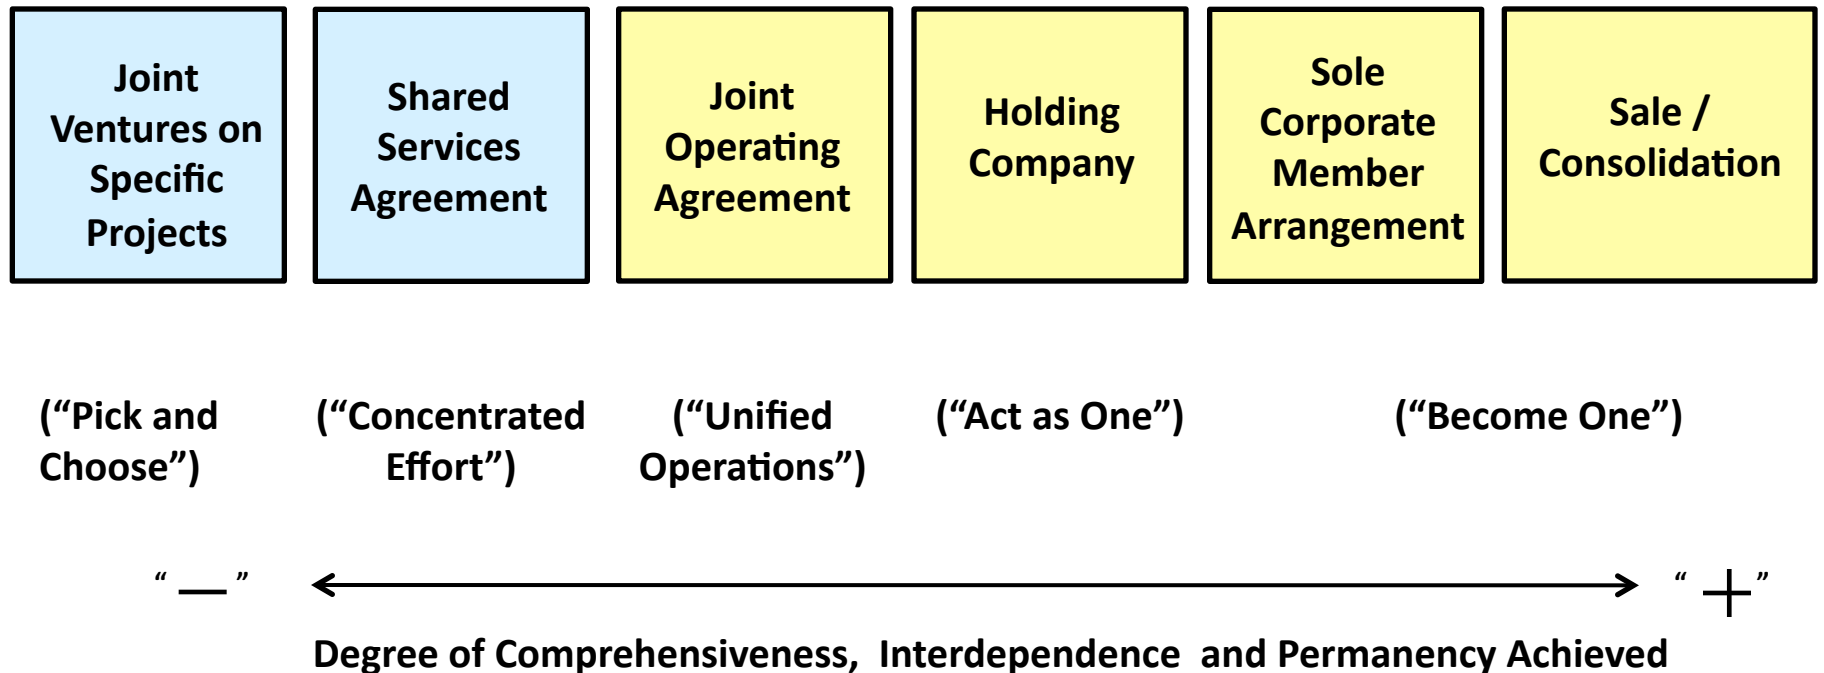 Joint
Ventures on
Specific
Projects
Shared
Services
Agreement
Joint
Operating
Agreement
Holding
Company
Sole
Corporate
Member
Arrangement
Sale /
Consolidation
(“Pick and
Choose”)
(“Concentrated
Effort”)
(“Unified
Operations”)
(“Act as One”)
(“Become One”)
“ — ”
“ + ”
Degree of Comprehensiveness, Interdependence and Permanency Achieved